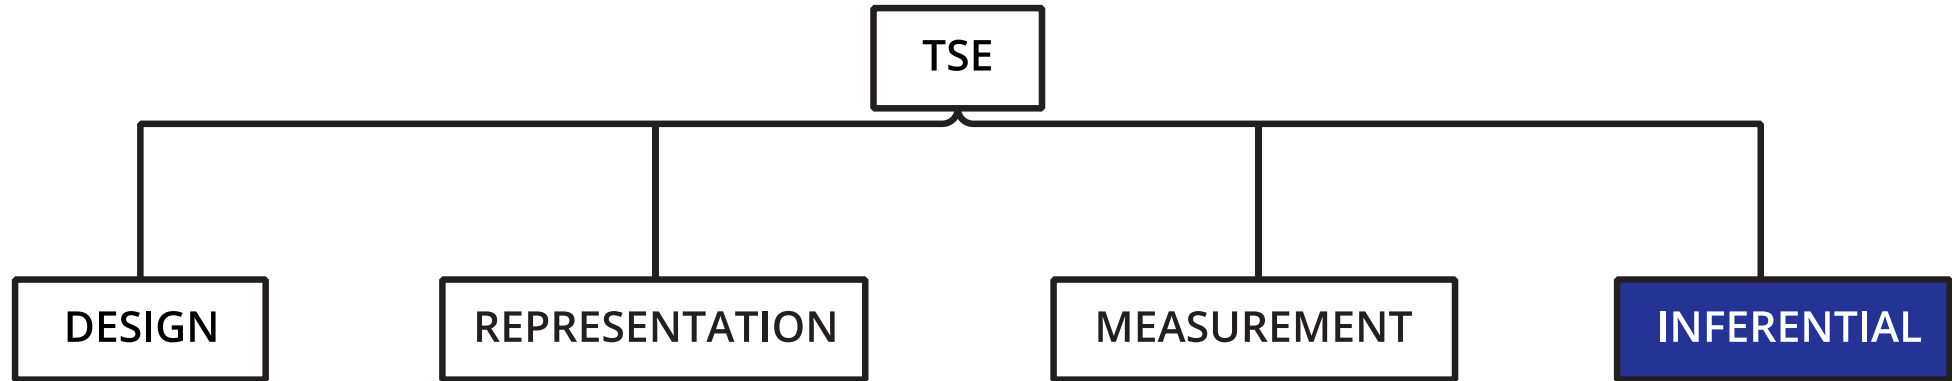 TSE
DESIGN
REPRESENTATION
MEASUREMENT
INFERENTIAL